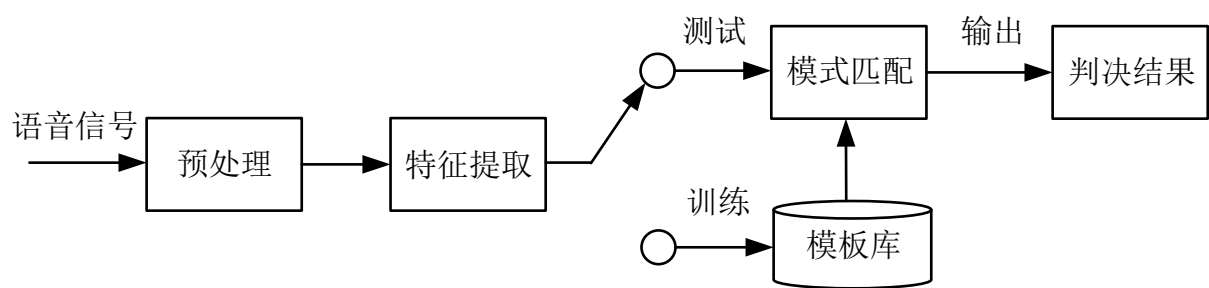 语音信号
预处理
特征提取
测试
模式匹配
输出
判决结果
训练
模板库